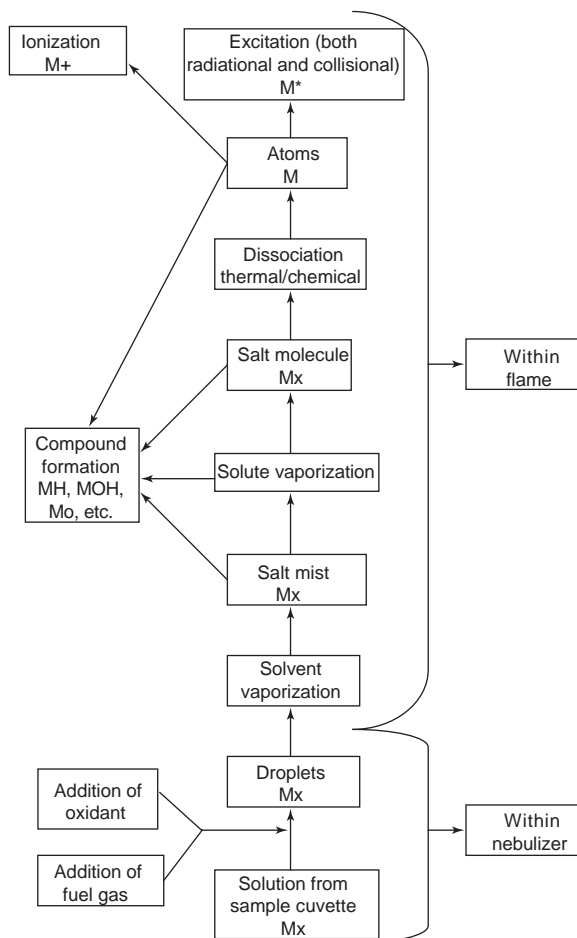 Ionization
M+
Excitation (both
radiational and collisional)
M*
Atoms
M
Dissociation
thermal/chemical
Salt molecule
Mx
Within
flame
Compound
formation
MH, MOH,
Mo, etc.
Solute vaporization
Salt mist
Mx
Solvent
vaporization
Droplets
Mx
Addition of
oxidant
Within
nebulizer
Addition of
fuel gas
Solution from
sample cuvette
Mx